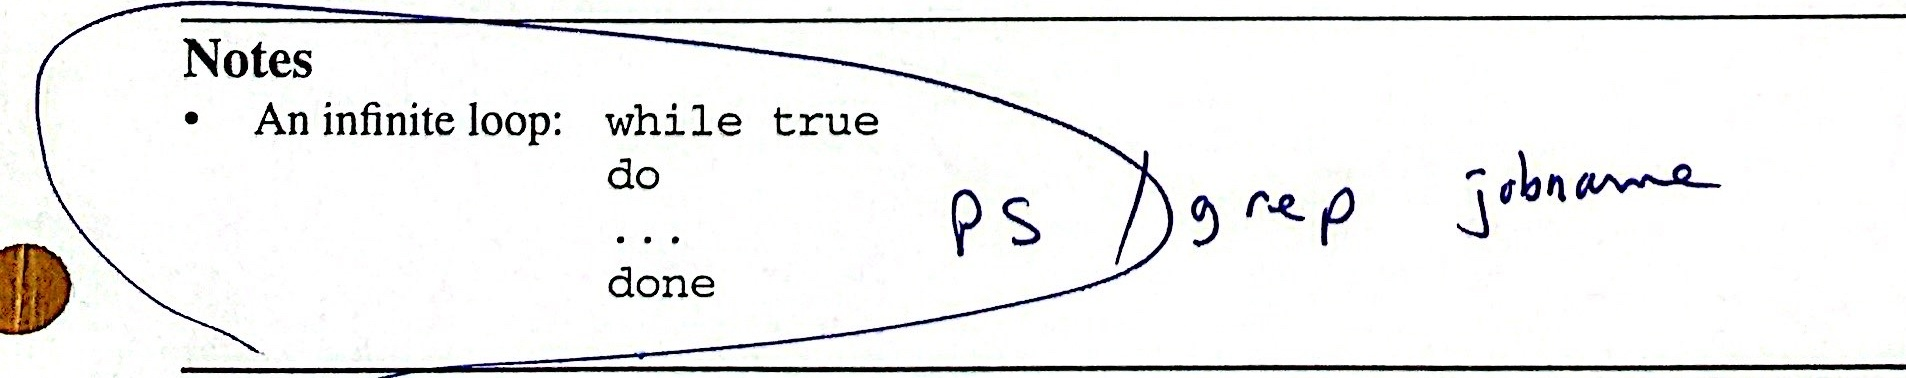 Notes
• An infinite loop: while true
do
...
done
ps | grep jobname